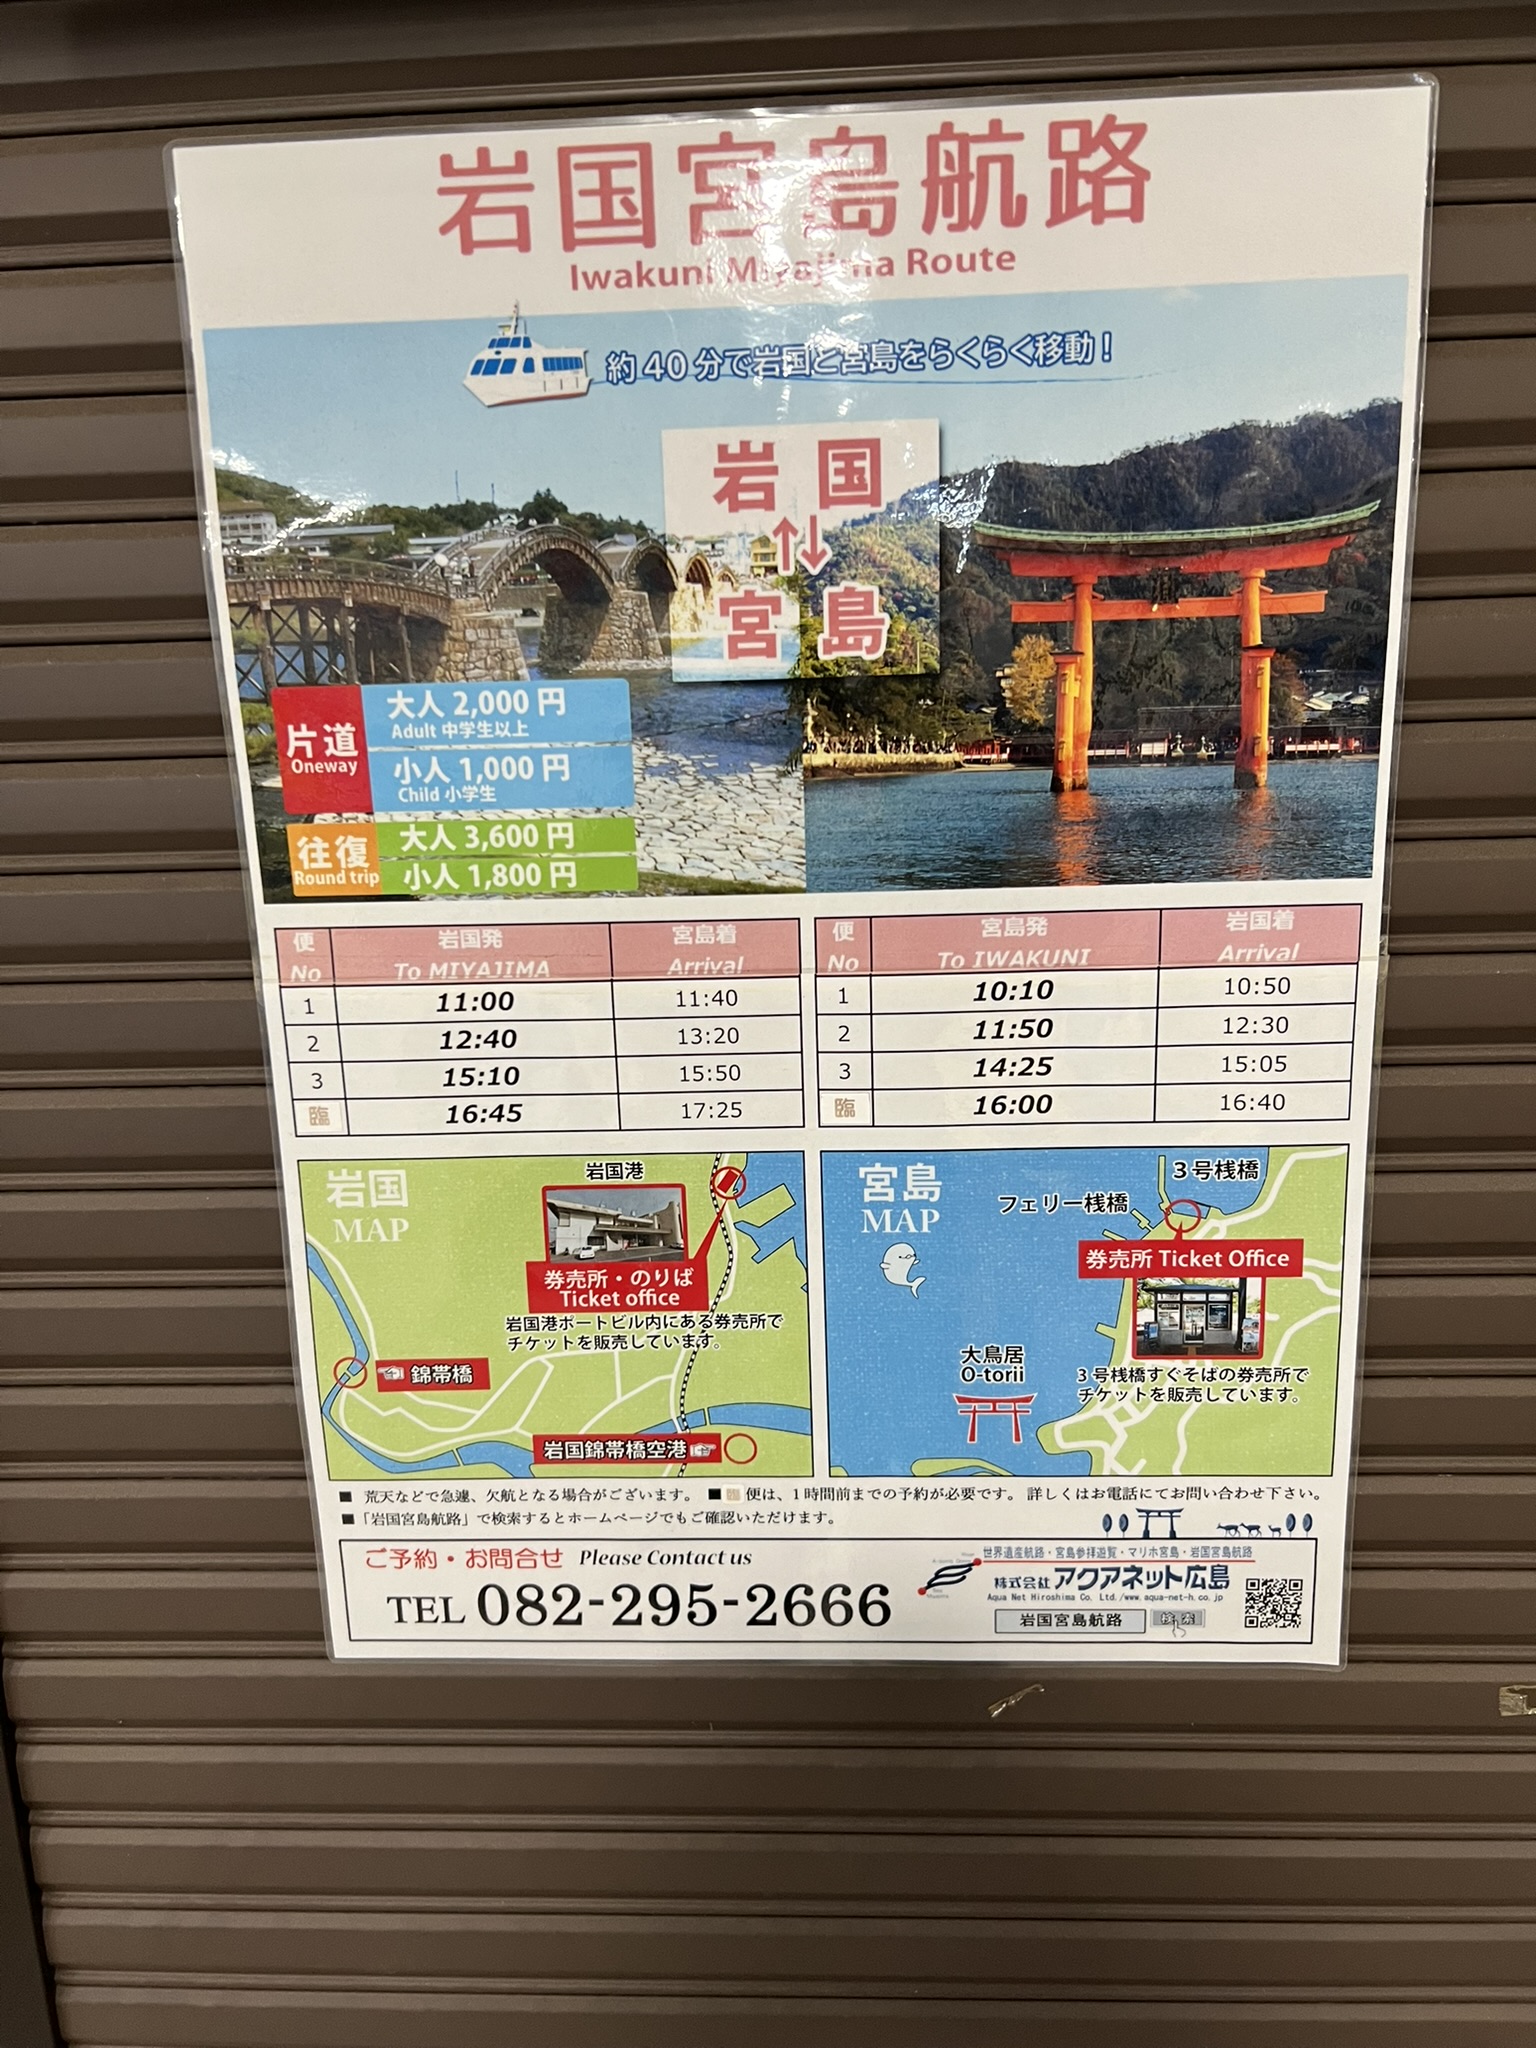 岩国宮島航路
Iwakuni Miyajima Route
約40分で岩国と宮島をらくらく移動！
岩国
⇅
宮島
片道
Oneway
大人 2,000 円
Adult 中学生以上
小人 1,000 円
Child 小学生
往復
Round trip
大人 3,600 円
小人 1,800 円
便 岩国発 宮島着
No To MIYAJIMA Arrival
1 11:00 11:40
2 12:40 13:20
3 15:10 15:50
臨 16:45 17:25
便 宮島発 岩国着
No To IWAKUNI Arrival
1 10:10 10:50
2 11:50 12:30
3 14:25 15:05
臨 16:00 16:40
岩国
MAP
岩国港
券売所・のりば
Ticket office
岩国港ポートビル内にある券売所で
チケットを販売しています。
錦帯橋
岩国錦帯橋空港
宮島
MAP
3号桟橋
フェリー桟橋
券売所 Ticket Office
大鳥居
O-torii
3号桟橋すぐそばの券売所で
チケットを販売しています。
■ 荒天などで急遽、欠航となる場合がございます。 ■ 臨 便は、1時間前までの予約が必要です。 詳しくはお電話にてお問い合わせ下さい。
■「岩国宮島航路」で検索するとホームページでもご確認いただけます。
ご予約・お問合せ Please Contact us
TEL 082-295-2666
世界遺産航路・宮島参拝遊覧・マリホ宮島・岩国宮島航路
株式会社 アクアネット広島
Aqua Net Hiroshima Co. Ltd./www.aqua-net-h.co.jp
岩国宮島航路 検索